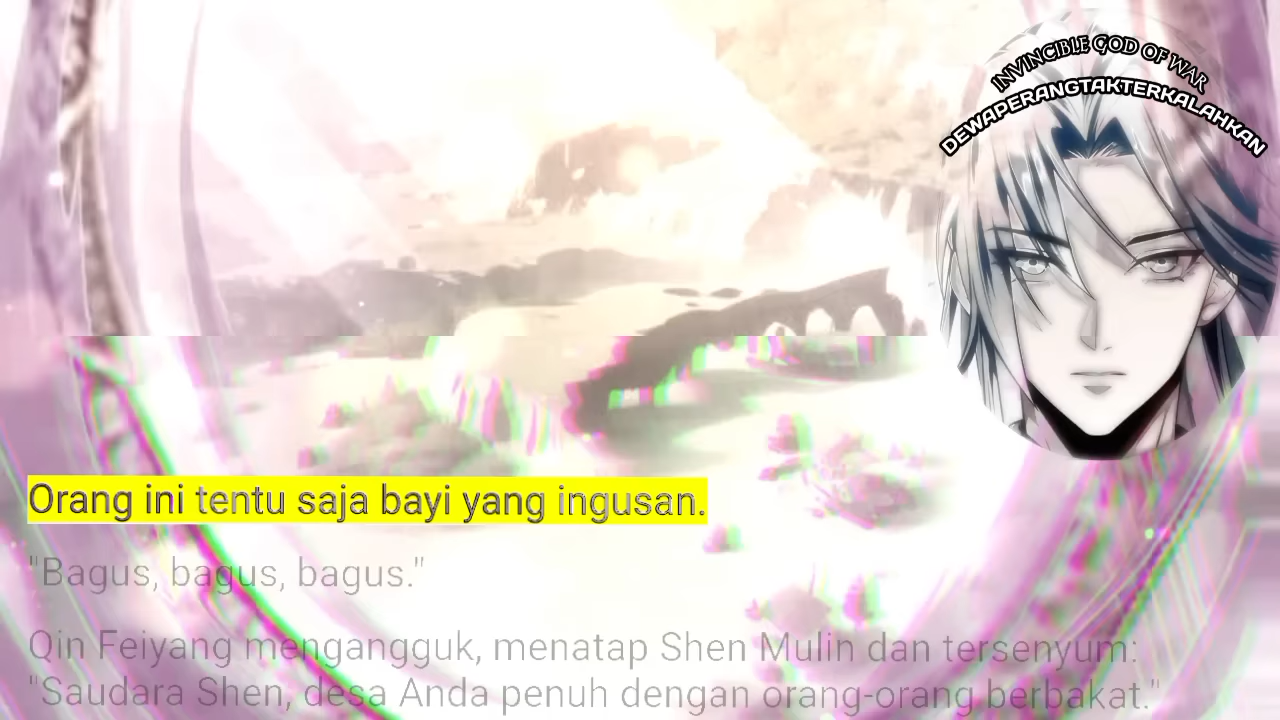 INVINCIBLE GOD OF WAR
DEWAPERANGTAKTERKALAHKAN
Orang ini tentu saja bayi yang ingusan.
"Bagus, bagus, bagus."
Qin Feiyang mengangguk, menatap Shen Mulin dan tersenyum:
"Saudara Shen, desa Anda penuh dengan orang-orang berbakat."